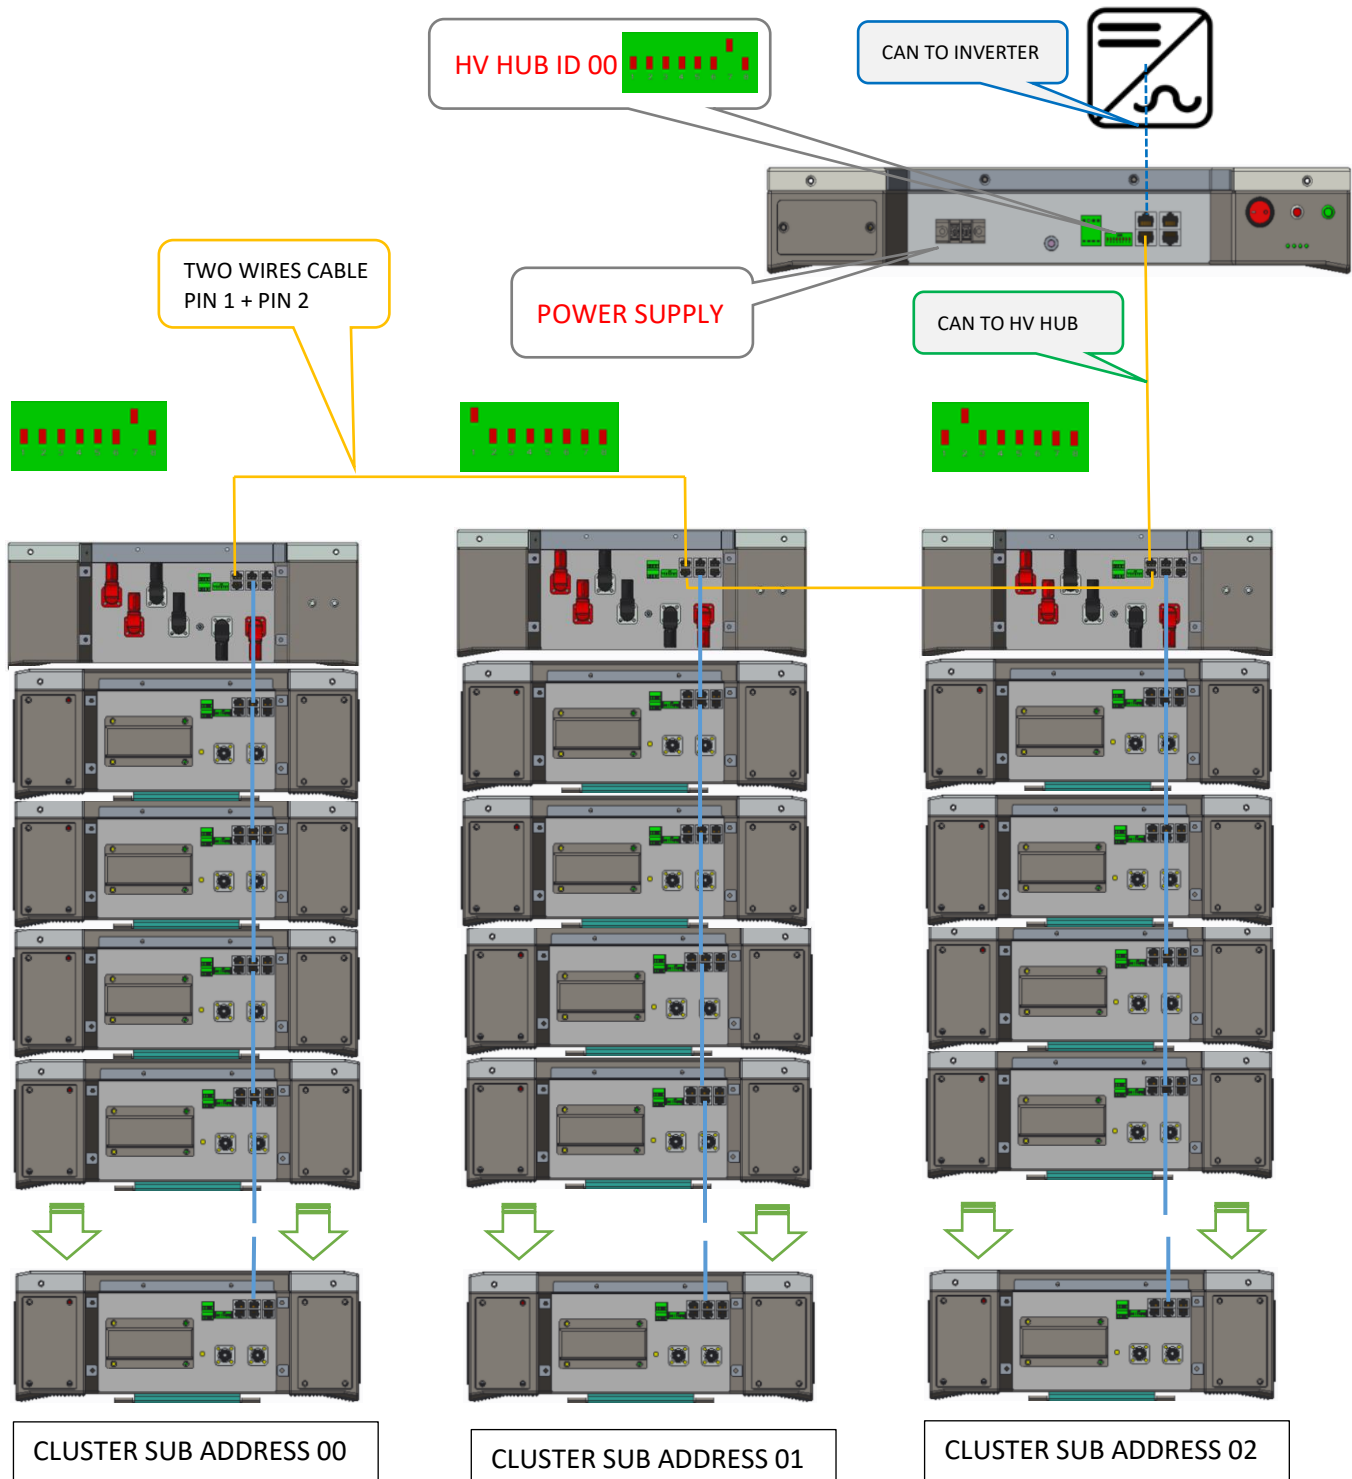 HV HUB ID 00
CAN TO INVERTER
TWO WIRES CABLE
PIN 1 + PIN 2
POWER SUPPLY
CAN TO HV HUB
CLUSTER SUB ADDRESS 00
CLUSTER SUB ADDRESS 01
CLUSTER SUB ADDRESS 02